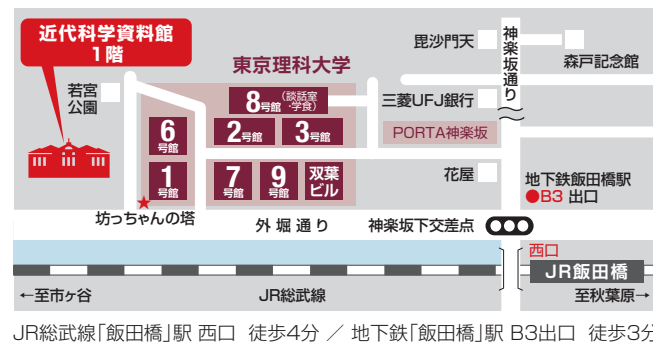 近代科学資料館
1階
若宮
公園
東京理科大学
毘沙門天
神楽坂通り
森戸記念館
8号館(談話室・学食)
三菱UFJ銀行
6
号館
2号館
3号館
PORTA神楽坂
1
号館
7
号館
9
号館
双葉
ビル
花屋
地下鉄飯田橋駅
●B3 出口
坊っちゃんの塔
外堀通り
神楽坂下交差点
西口
JR飯田橋
←至市ヶ谷
JR総武線
至秋葉原→
JR総武線「飯田橋」駅 西口 徒歩4分 / 地下鉄「飯田橋」駅 B3出口 徒歩3分